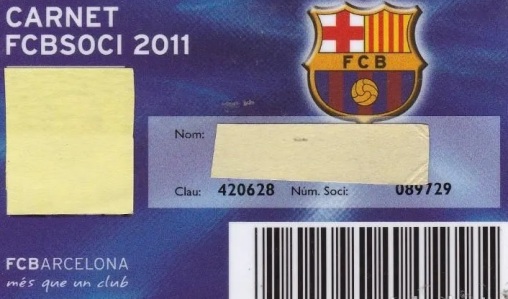 CARNET
FCBSOCI 2011
FCB
Nom:
Clau: 420628 Núm. Soci: 089729
FCBARCELONA
més que un club